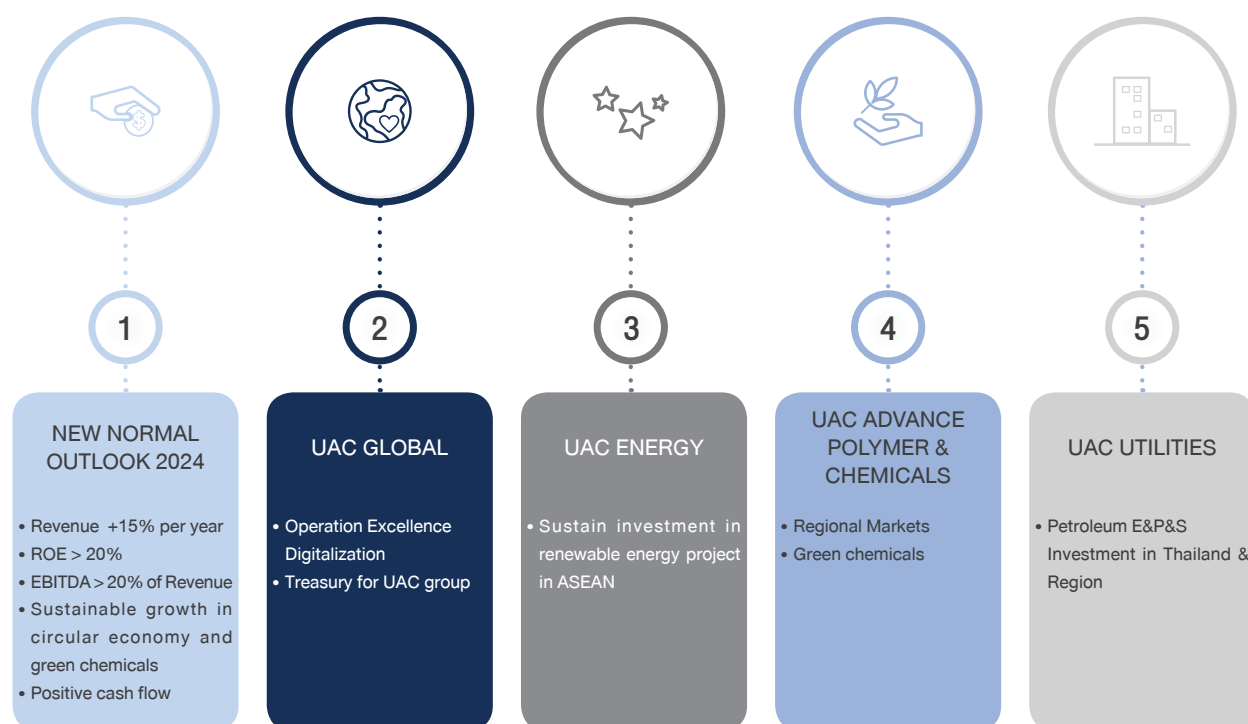 1
2
3
4
5
NEW NORMAL
OUTLOOK 2024
• Revenue +15% per year
• ROE > 20%
• EBITDA > 20% of Revenue
• Sustainable growth in
circular economy and
green chemicals
• Positive cash flow
UAC GLOBAL
• Operation Excellence
Digitalization
• Treasury for UAC group
UAC ENERGY
• Sustain investment in
renewable energy project
in ASEAN
UAC ADVANCE
POLYMER &
CHEMICALS
• Regional Markets
• Green chemicals
UAC UTILITIES
• Petroleum E&P&S
Investment in Thailand &
Region